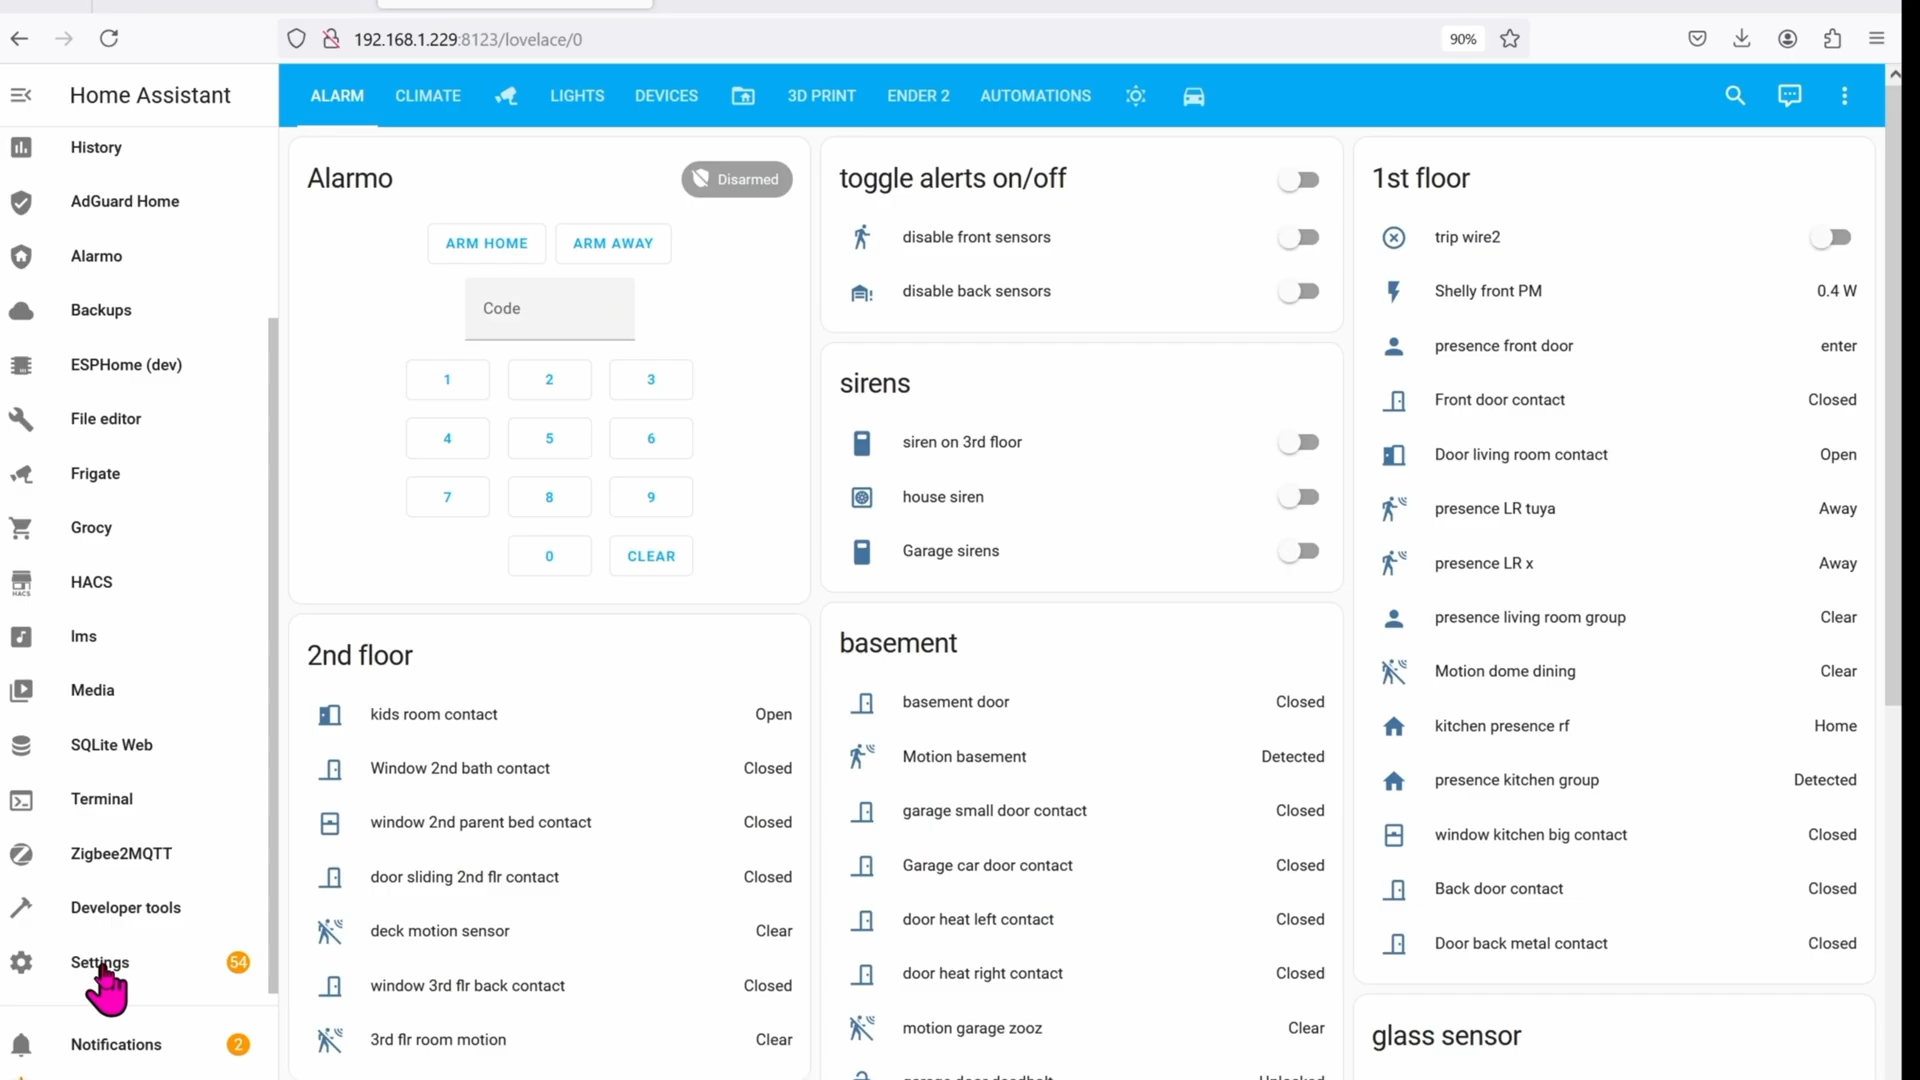 192.168.1.229:8123/lovelace/0
90%
Home Assistant
ALARM
CLIMATE
LIGHTS
DEVICES
3D PRINT
ENDER 2
AUTOMATIONS
History
AdGuard Home
Alarmo
Backups
ESPHome (dev)
File editor
Frigate
Grocy
HACS
HACS
lms
Media
SQLite Web
Terminal
Zigbee2MQTT
Developer tools
Settings 54
Notifications 2
Alarmo
Disarmed
ARM HOME
ARM AWAY
Code
1 2 3
4 5 6
7 8 9
0 CLEAR
2nd floor
kids room contact Open
Window 2nd bath contact Closed
window 2nd parent bed contact Closed
door sliding 2nd flr contact Closed
deck motion sensor Clear
window 3rd flr back contact Closed
3rd flr room motion Clear
toggle alerts on/off
disable front sensors
disable back sensors
sirens
siren on 3rd floor
house siren
Garage sirens
basement
basement door Closed
Motion basement Detected
garage small door contact Closed
Garage car door contact Closed
door heat left contact Closed
door heat right contact Closed
motion garage zooz Clear
1st floor
trip wire2
Shelly front PM 0.4 W
presence front door enter
Front door contact Closed
Door living room contact Open
presence LR tuya Away
presence LR x Away
presence living room group Clear
Motion dome dining Clear
kitchen presence rf Home
presence kitchen group Detected
window kitchen big contact Closed
Back door contact Closed
Door back metal contact Closed
glass sensor